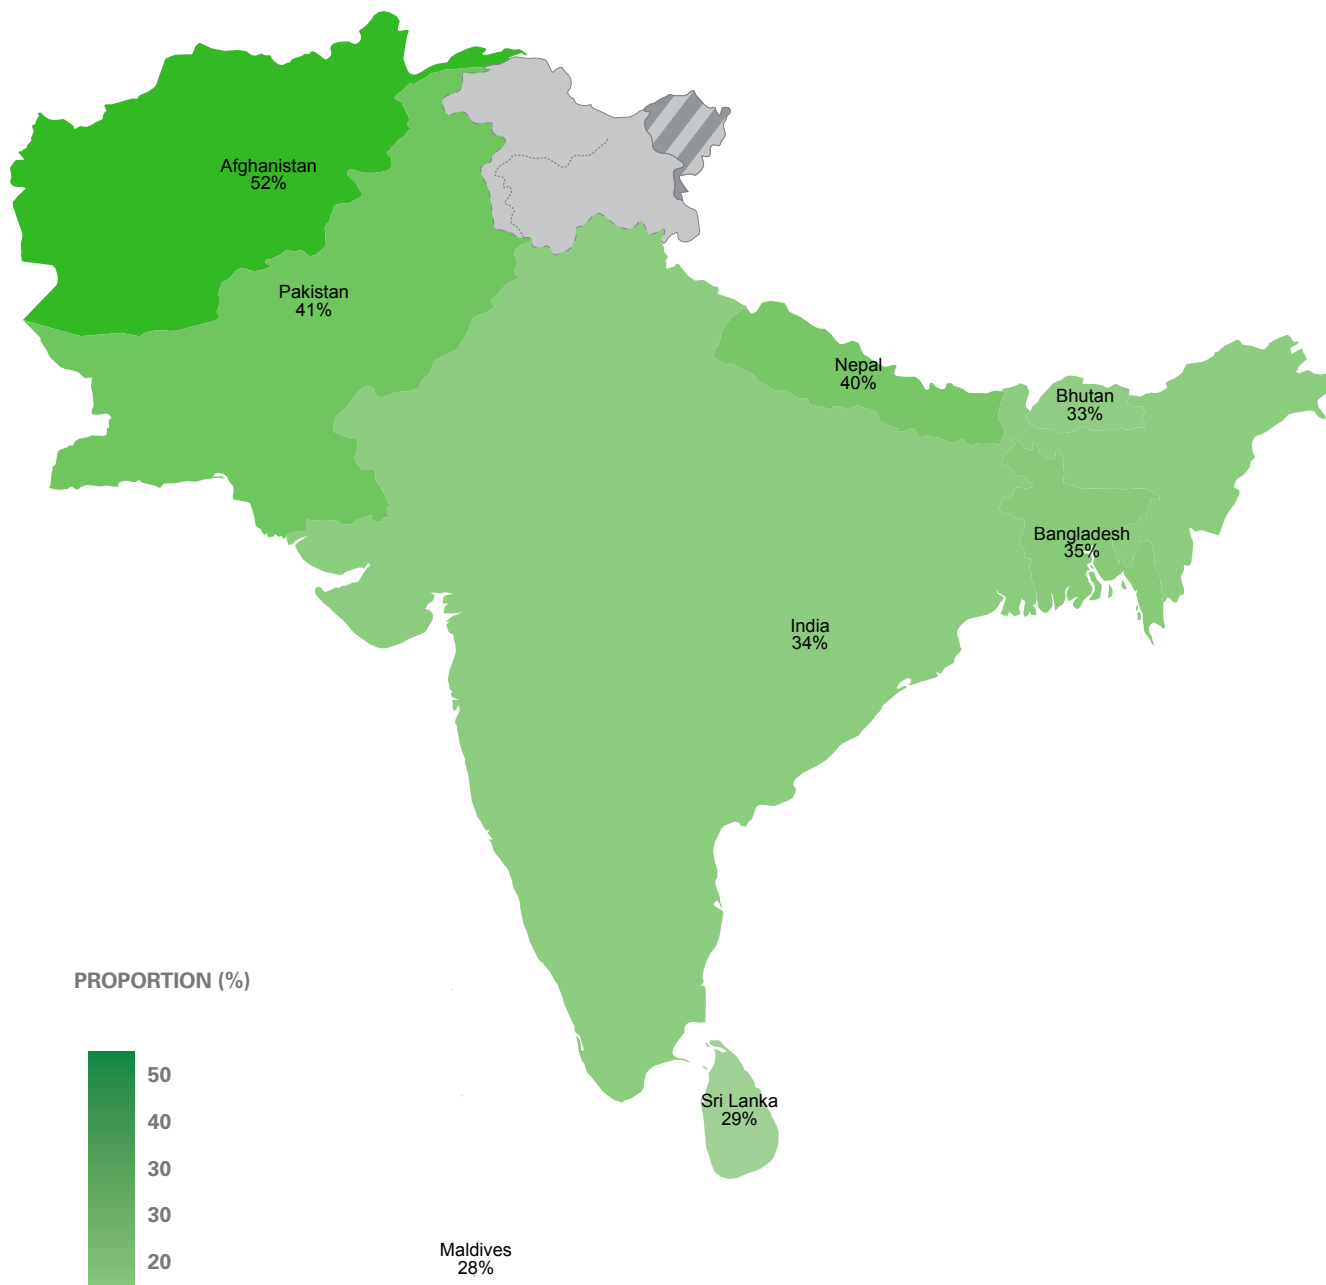 Afghanistan
52%
Pakistan
41%
Nepal
40%
Bhutan
33%
Bangladesh
35%
India
34%
PROPORTION (%)
50
40
30
30
20
Sri Lanka
29%
Maldives
28%